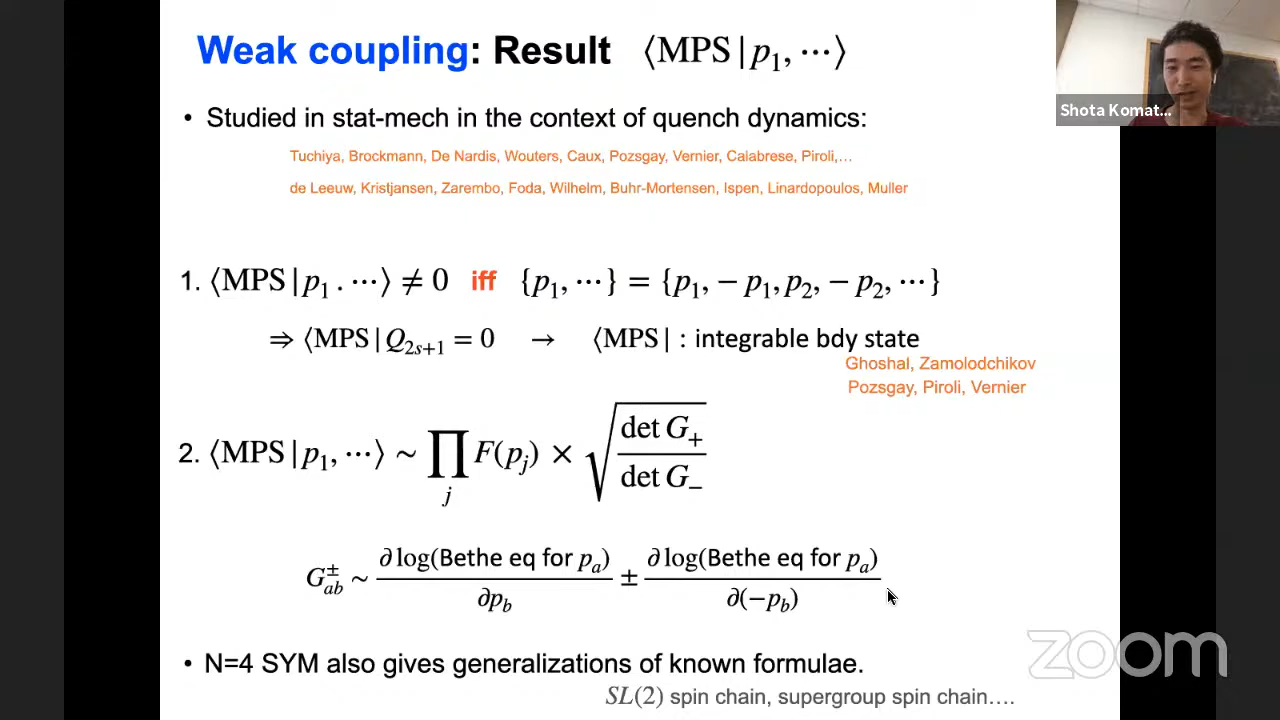 Weak coupling: Result ⟨MPS|p₁, ⋯⟩
Shota Komat...
• Studied in stat-mech in the context of quench dynamics:
Tuchiya, Brockmann, De Nardis, Wouters, Caux, Pozsgay, Vernier, Calabrese, Piroli,…
de Leeuw, Kristjansen, Zarembo, Foda, Wilhelm, Buhr-Mortensen, Ispen, Linardopoulos, Muller
1. ⟨MPS|p₁ . ⋯⟩ ≠ 0 iff {p₁, ⋯} = {p₁, − p₁, p₂, − p₂, ⋯}
⇒ ⟨MPS|Q₂ₛ₊₁ = 0 → ⟨MPS| : integrable bdy state
Ghoshal, Zamolodchikov
Pozsgay, Piroli, Vernier
2. ⟨MPS|p₁, ⋯⟩ ∼ ∏_j F(p_j) × √(det G₊ / det G₋)
G^±_{ab} ∼ ∂ log(Bethe eq for p_a) / ∂p_b ± ∂ log(Bethe eq for p_a) / ∂(−p_b)
• N=4 SYM also gives generalizations of known formulae.
zoom
SL(2) spin chain, supergroup spin chain….